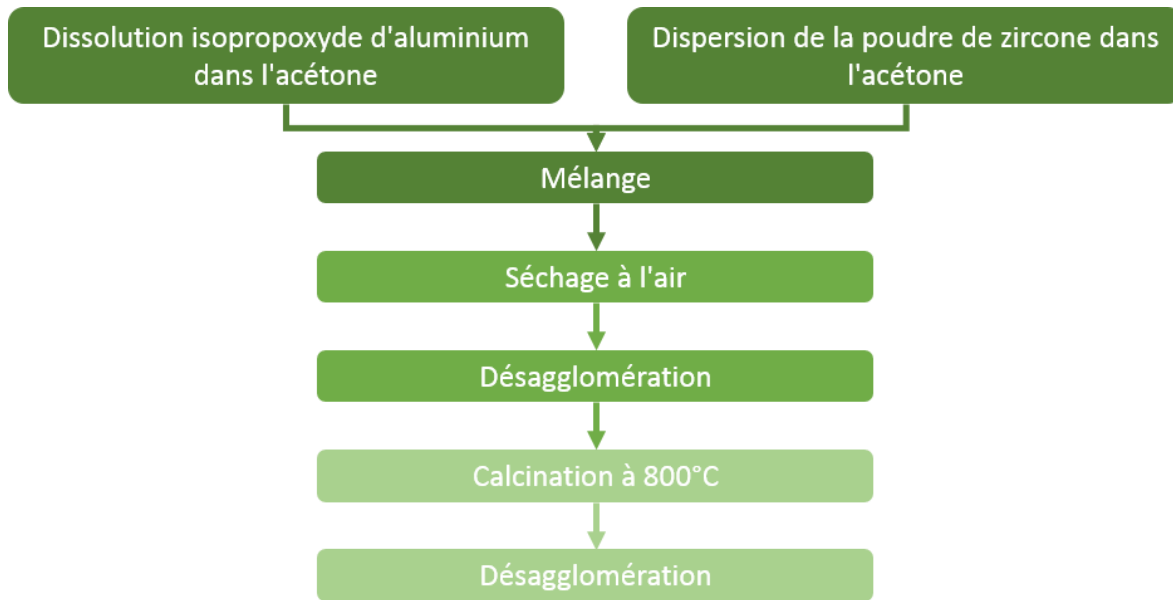 Dissolution isopropoxyde d'aluminium
dans l'acétone
Dispersion de la poudre de zircone dans
l'acétone
Mélange
Séchage à l'air
Désagglomération
Calcination à 800°C
Désagglomération